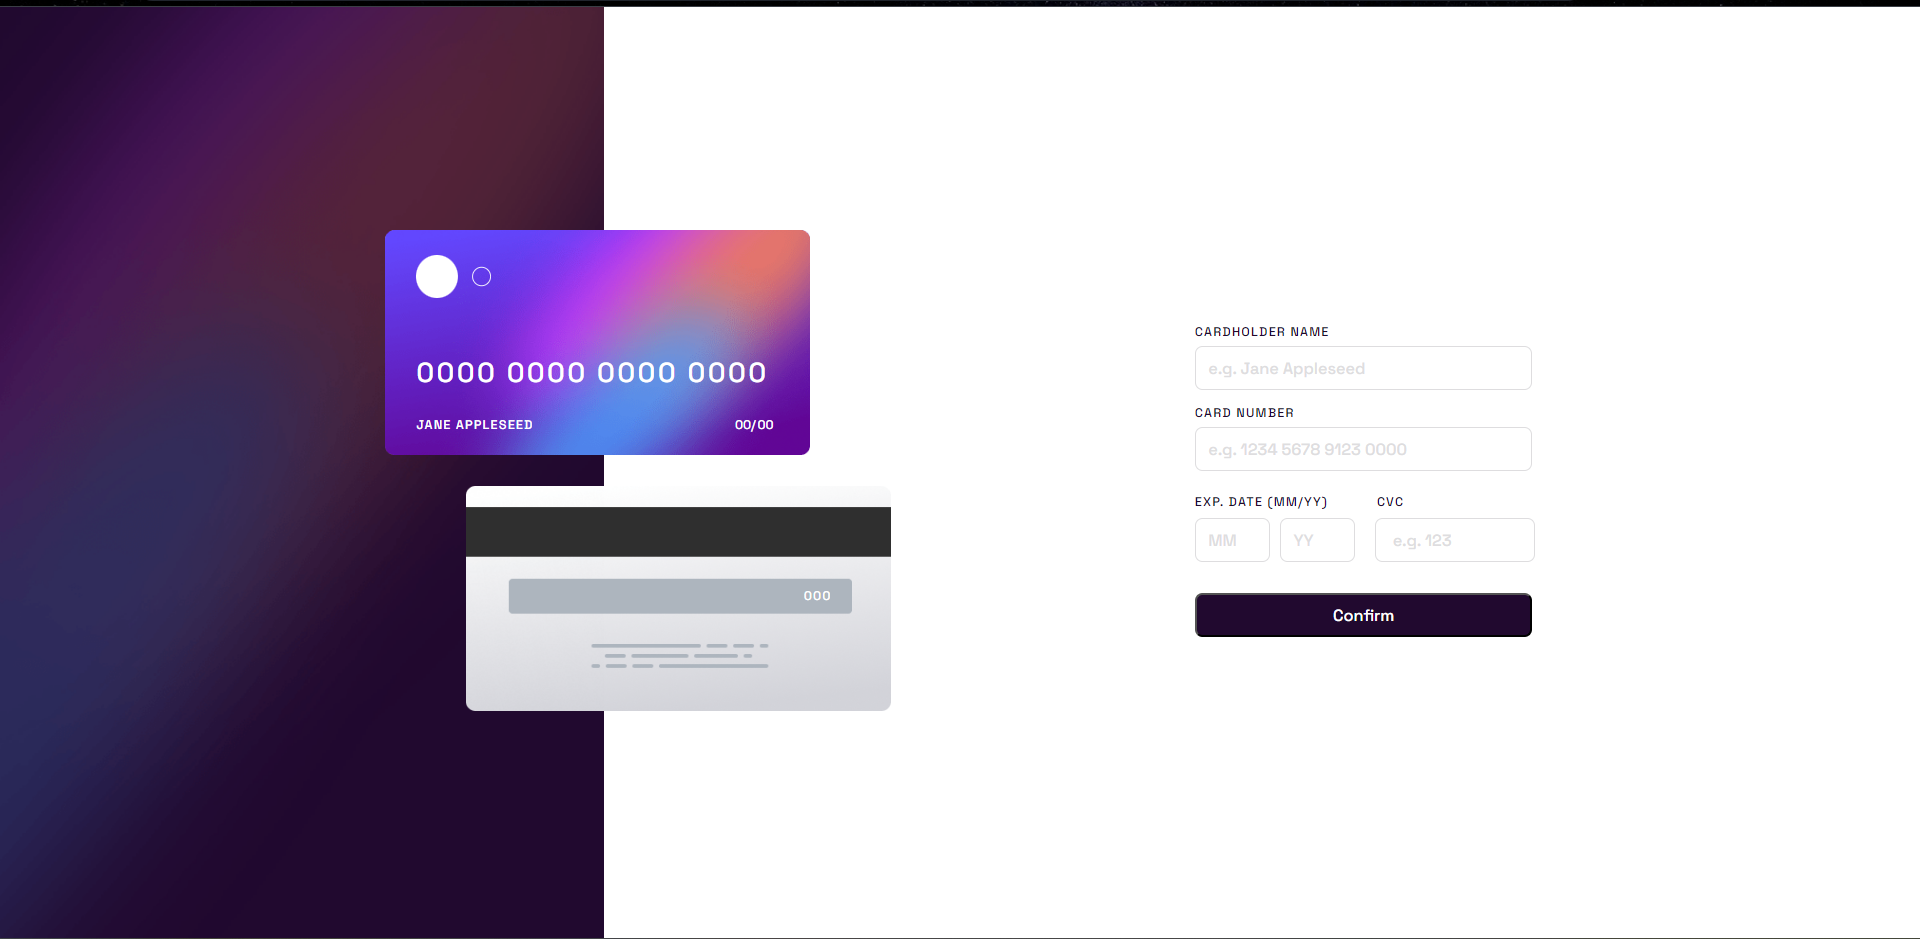 0000 0000 0000 0000
JANE APPLESEED 00/00
000
CARDHOLDER NAME
e.g. Jane Appleseed
CARD NUMBER
e.g. 1234 5678 9123 0000
EXP. DATE (MM/YY) CVC
MM YY e.g. 123
Confirm